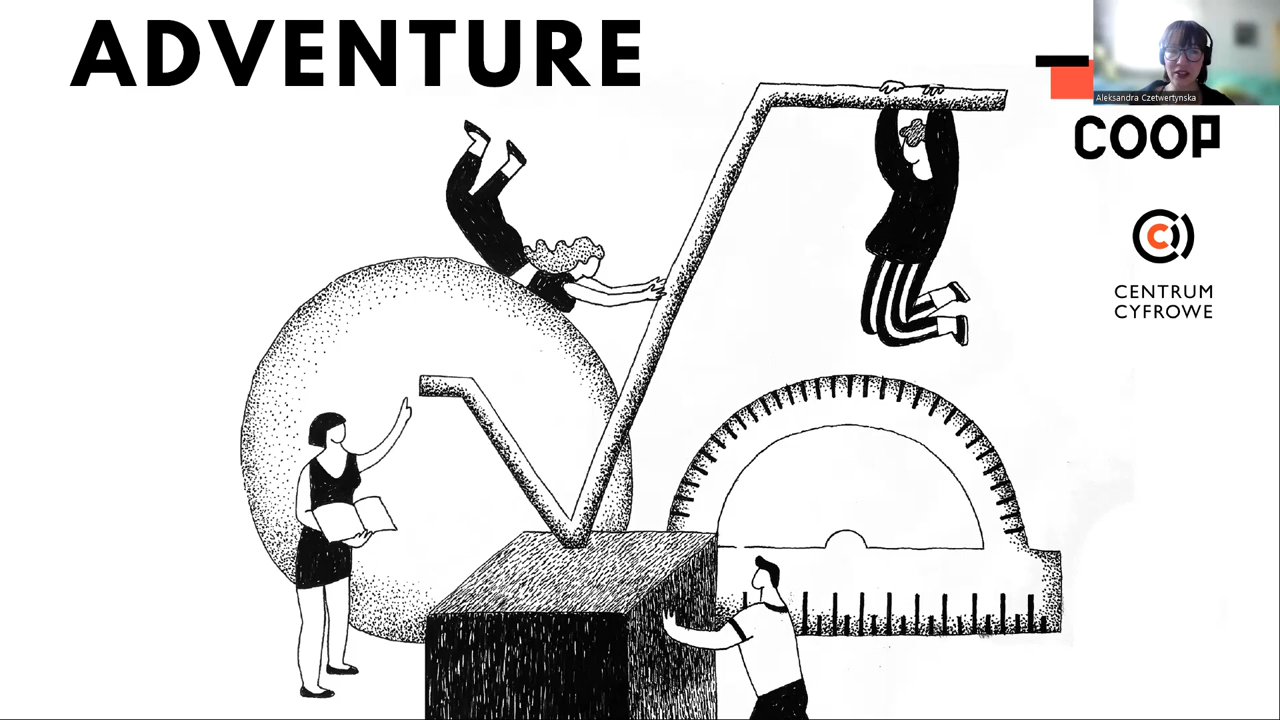 ADVENTURE
Aleksandra Czetwertynska
COOP
CENTRUM
CYFROWE